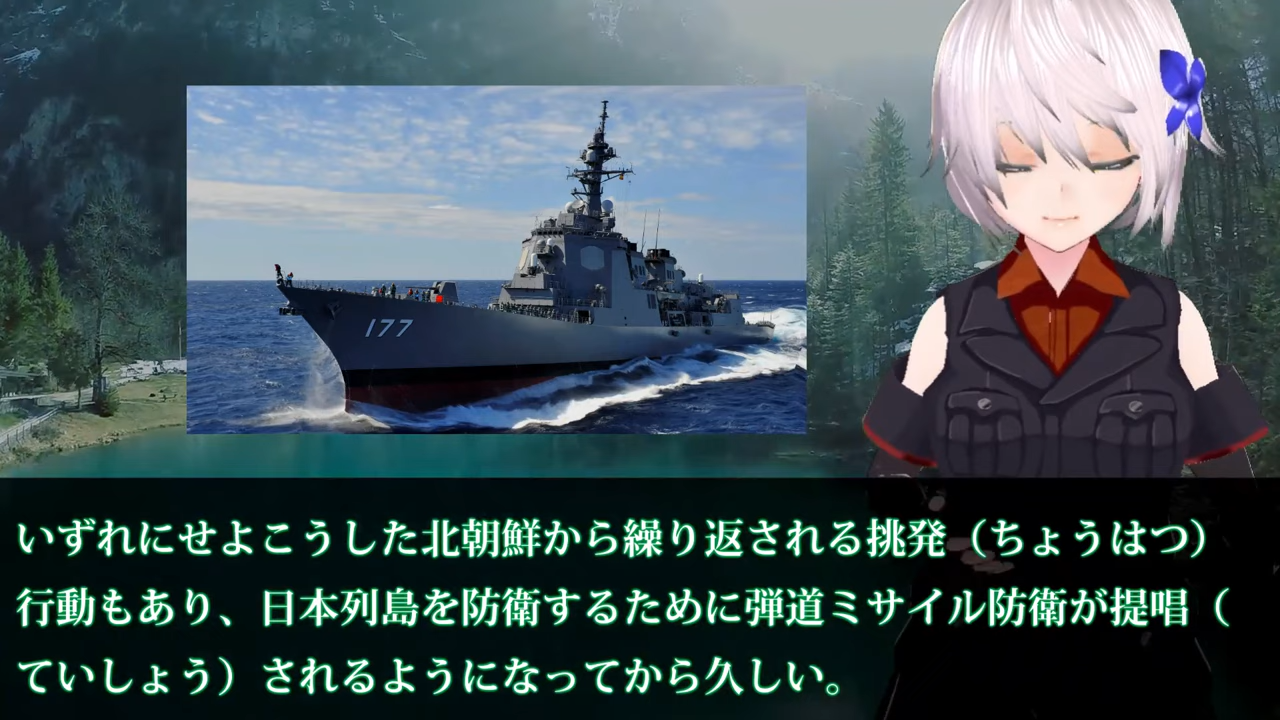 177
いずれにせよこうした北朝鮮から繰り返される挑発（ちょうはつ）
行動もあり、日本列島を防衛するために弾道ミサイル防衛が提唱（
ていしょう）されるようになってから久しい。